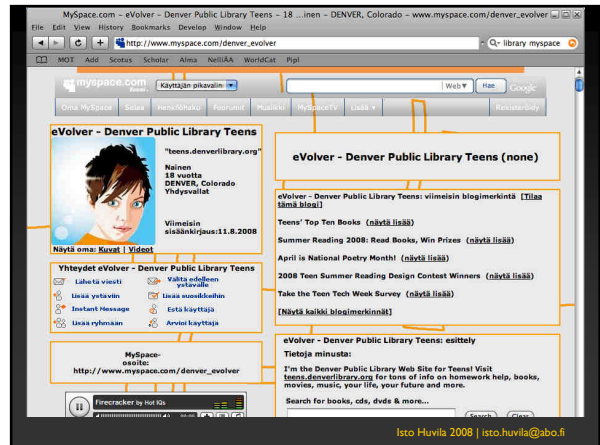 MySpace.com – eVolver - Denver Public Library Teens – 18 ...inen - DENVER, Colorado - www.myspace.com/denver_evolver
File Edit View History Bookmarks Develop Window Help
http://www.myspace.com/denver_evolver
library myspace
MOT Add Scotus Scholar Alma NelliÅA WorldCat Pipl
myspace.com
Käyttäjän pikavalin
Web
Hae
Google
Oma MySpace Selaa Henkilöhaku Foorumit Musiikki MySpaceTV Lisää Rekisteröidy
eVolver - Denver Public Library Teens
"teens.denverlibrary.org"
Nainen
18 vuotta
DENVER, Colorado
Yhdysvallat
Viimeisin
sisäänkirjaus:11.8.2008
Näytä oma: Kuvat | Videot
Yhteydet eVolver - Denver Public Library Teens
Lähetä viesti
Välitä edelleen ystävälle
Lisää ystäviin
Lisää suosikkeihin
Instant Message
Estä käyttäjä
Lisää ryhmään
Arvioi käyttäjä
MySpace-
osoite:
http://www.myspace.com/denver_evolver
Firecracker by Hot IQs
eVolver - Denver Public Library Teens (none)
eVolver - Denver Public Library Teens: viimeisin blogimerkintä [Tilaa
tämä blogi]
Teens' Top Ten Books (näytä lisää)
Summer Reading 2008: Read Books, Win Prizes (näytä lisää)
April is National Poetry Month! (näytä lisää)
2008 Teen Summer Reading Design Contest Winners (näytä lisää)
Take the Teen Tech Week Survey (näytä lisää)
[Näytä kaikki blogimerkinnät]
eVolver - Denver Public Library Teens: esittely
Tietoja minusta:
I'm the Denver Public Library Web Site for Teens! Visit
teens.denverlibrary.org for tons of info on homework help, books,
movies, music, your life, your future and more.
Search for books, cds, dvds & more...
Search Clear
Isto Huvila 2008 | isto.huvila@abo.fi